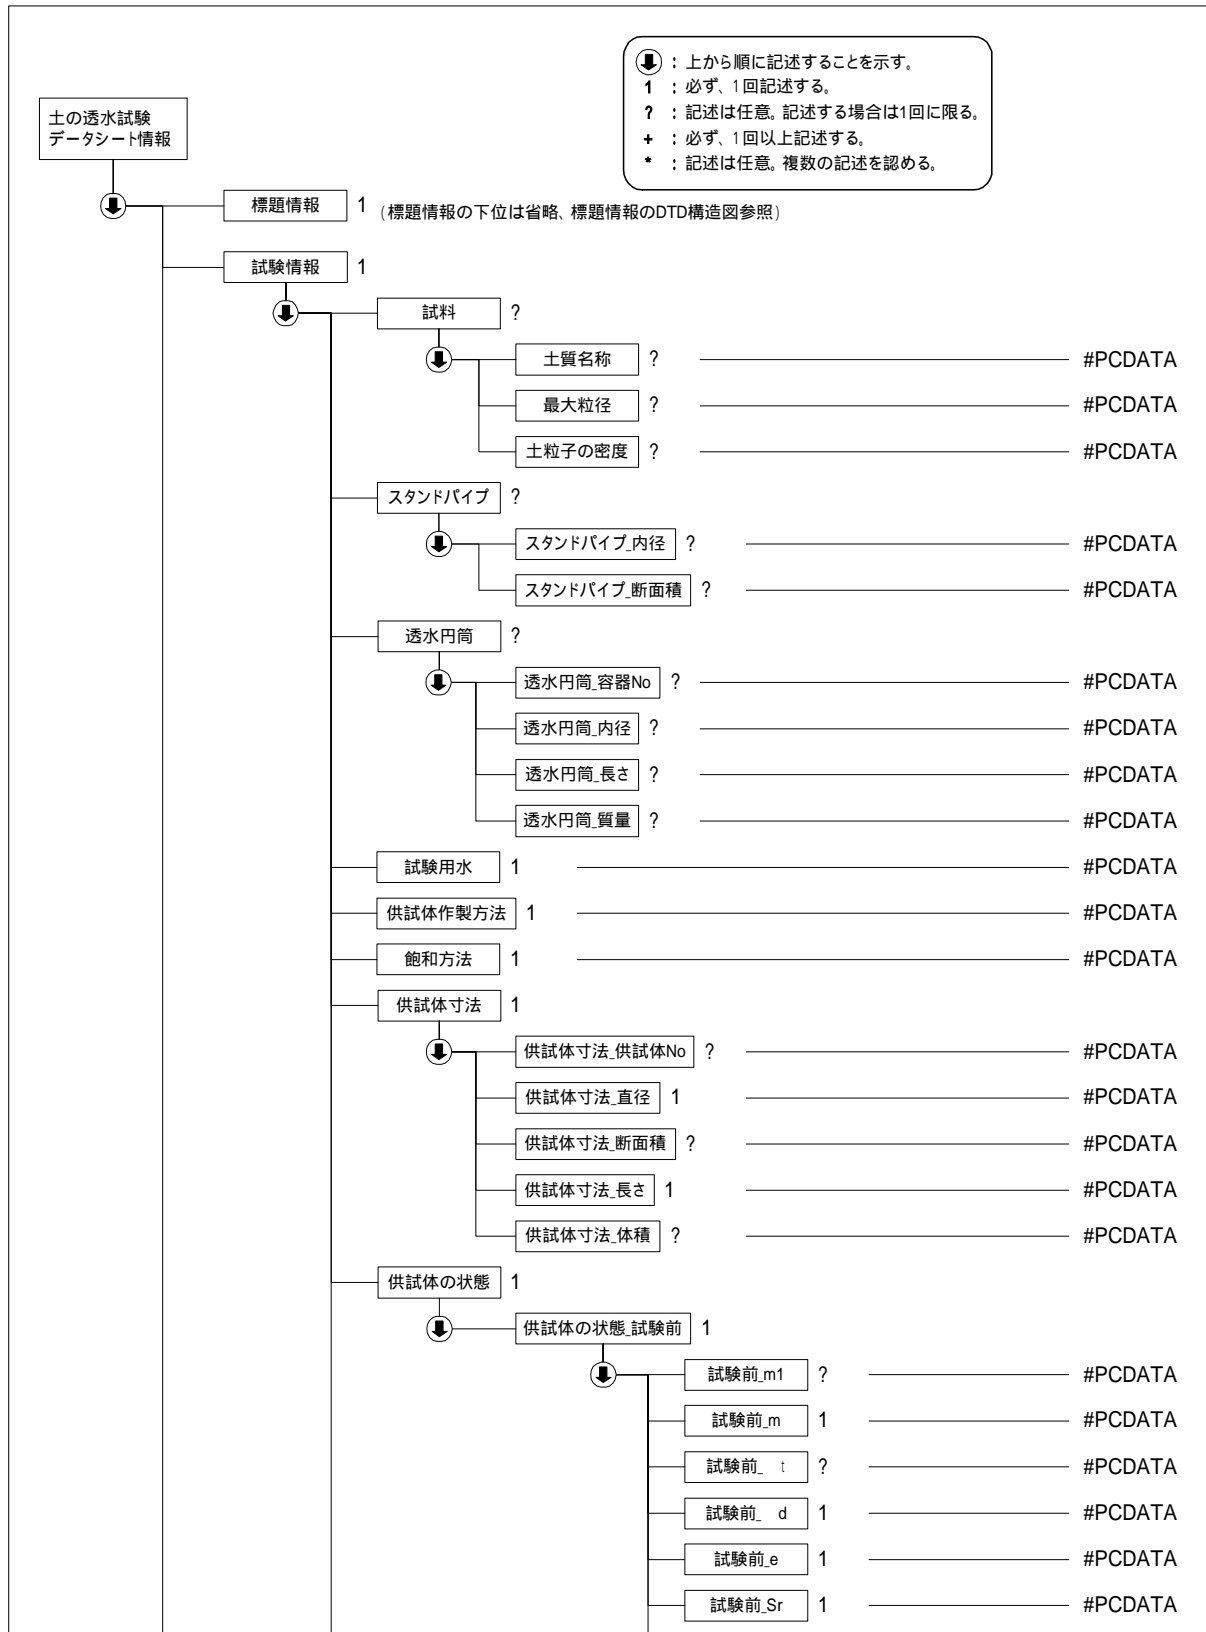 : 上から順に記述することを示す。
1 : 必ず、1回記述する。
? : 記述は任意。記述する場合は1回に限る。
+ : 必ず、1回以上記述する。
* : 記述は任意。複数の記述を認める。
土の透水試験
データシート情報
標題情報 1 (標題情報の下位は省略、標題情報のDTD構造図参照)
試験情報 1
試料 ?
土質名称 ? #PCDATA
最大粒径 ? #PCDATA
土粒子の密度 ? #PCDATA
スタンドパイプ ?
スタンドパイプ_内径 ? #PCDATA
スタンドパイプ_断面積 ? #PCDATA
透水円筒 ?
透水円筒_容器No ? #PCDATA
透水円筒_内径 ? #PCDATA
透水円筒_長さ ? #PCDATA
透水円筒_質量 ? #PCDATA
試験用水 1 #PCDATA
供試体作製方法 1 #PCDATA
飽和方法 1 #PCDATA
供試体寸法 1
供試体寸法_供試体No ? #PCDATA
供試体寸法_直径 1 #PCDATA
供試体寸法_断面積 ? #PCDATA
供試体寸法_長さ 1 #PCDATA
供試体寸法_体積 ? #PCDATA
供試体の状態 1
供試体の状態_試験前 1
試験前_m1 ? #PCDATA
試験前_m 1 #PCDATA
試験前_ t ? #PCDATA
試験前_ d 1 #PCDATA
試験前_e 1 #PCDATA
試験前_Sr 1 #PCDATA